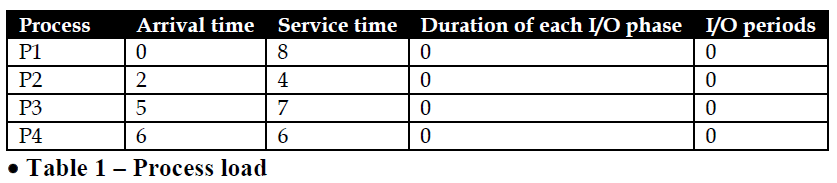 Process Arrival time Service time Duration of each I/O phase I/O periods
P1 0 8 0 0
P2 2 4 0 0
P3 5 7 0 0
P4 6 6 0 0
• Table 1 – Process load